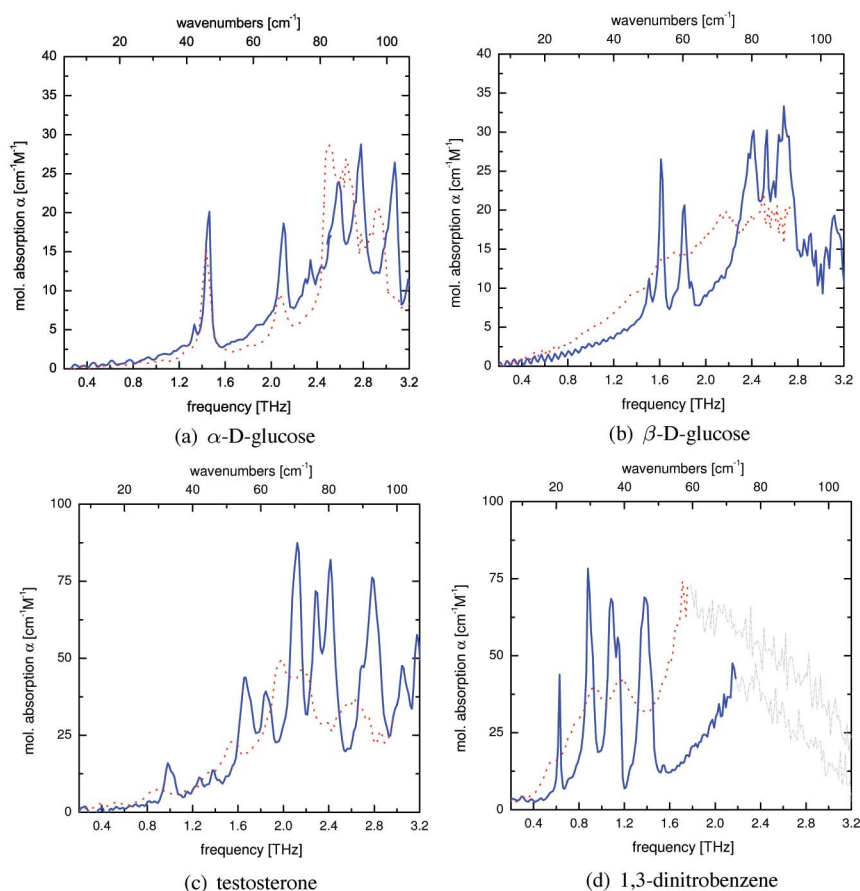 wavenumbers [cm⁻¹]
20 40 60 80 100
40
35
30
25
20
15
10
5
0
mol. absorption α [cm⁻¹M⁻¹]
0.4 0.8 1.2 1.6 2.0 2.4 2.8 3.2
frequency [THz]
(a) α-D-glucose
wavenumbers [cm⁻¹]
20 40 60 80 100
40
35
30
25
20
15
10
5
0
mol. absorption α [cm⁻¹M⁻¹]
0.4 0.8 1.2 1.6 2.0 2.4 2.8 3.2
frequency [THz]
(b) β-D-glucose
wavenumbers [cm⁻¹]
20 40 60 80 100
100
75
50
25
0
mol. absorption α [cm⁻¹M⁻¹]
0.4 0.8 1.2 1.6 2.0 2.4 2.8 3.2
frequency [THz]
(c) testosterone
wavenumbers [cm⁻¹]
20 40 60 80 100
100
75
50
25
0
mol. absorption α [cm⁻¹M⁻¹]
0.4 0.8 1.2 1.6 2.0 2.4 2.8 3.2
frequency [THz]
(d) 1,3-dinitrobenzene